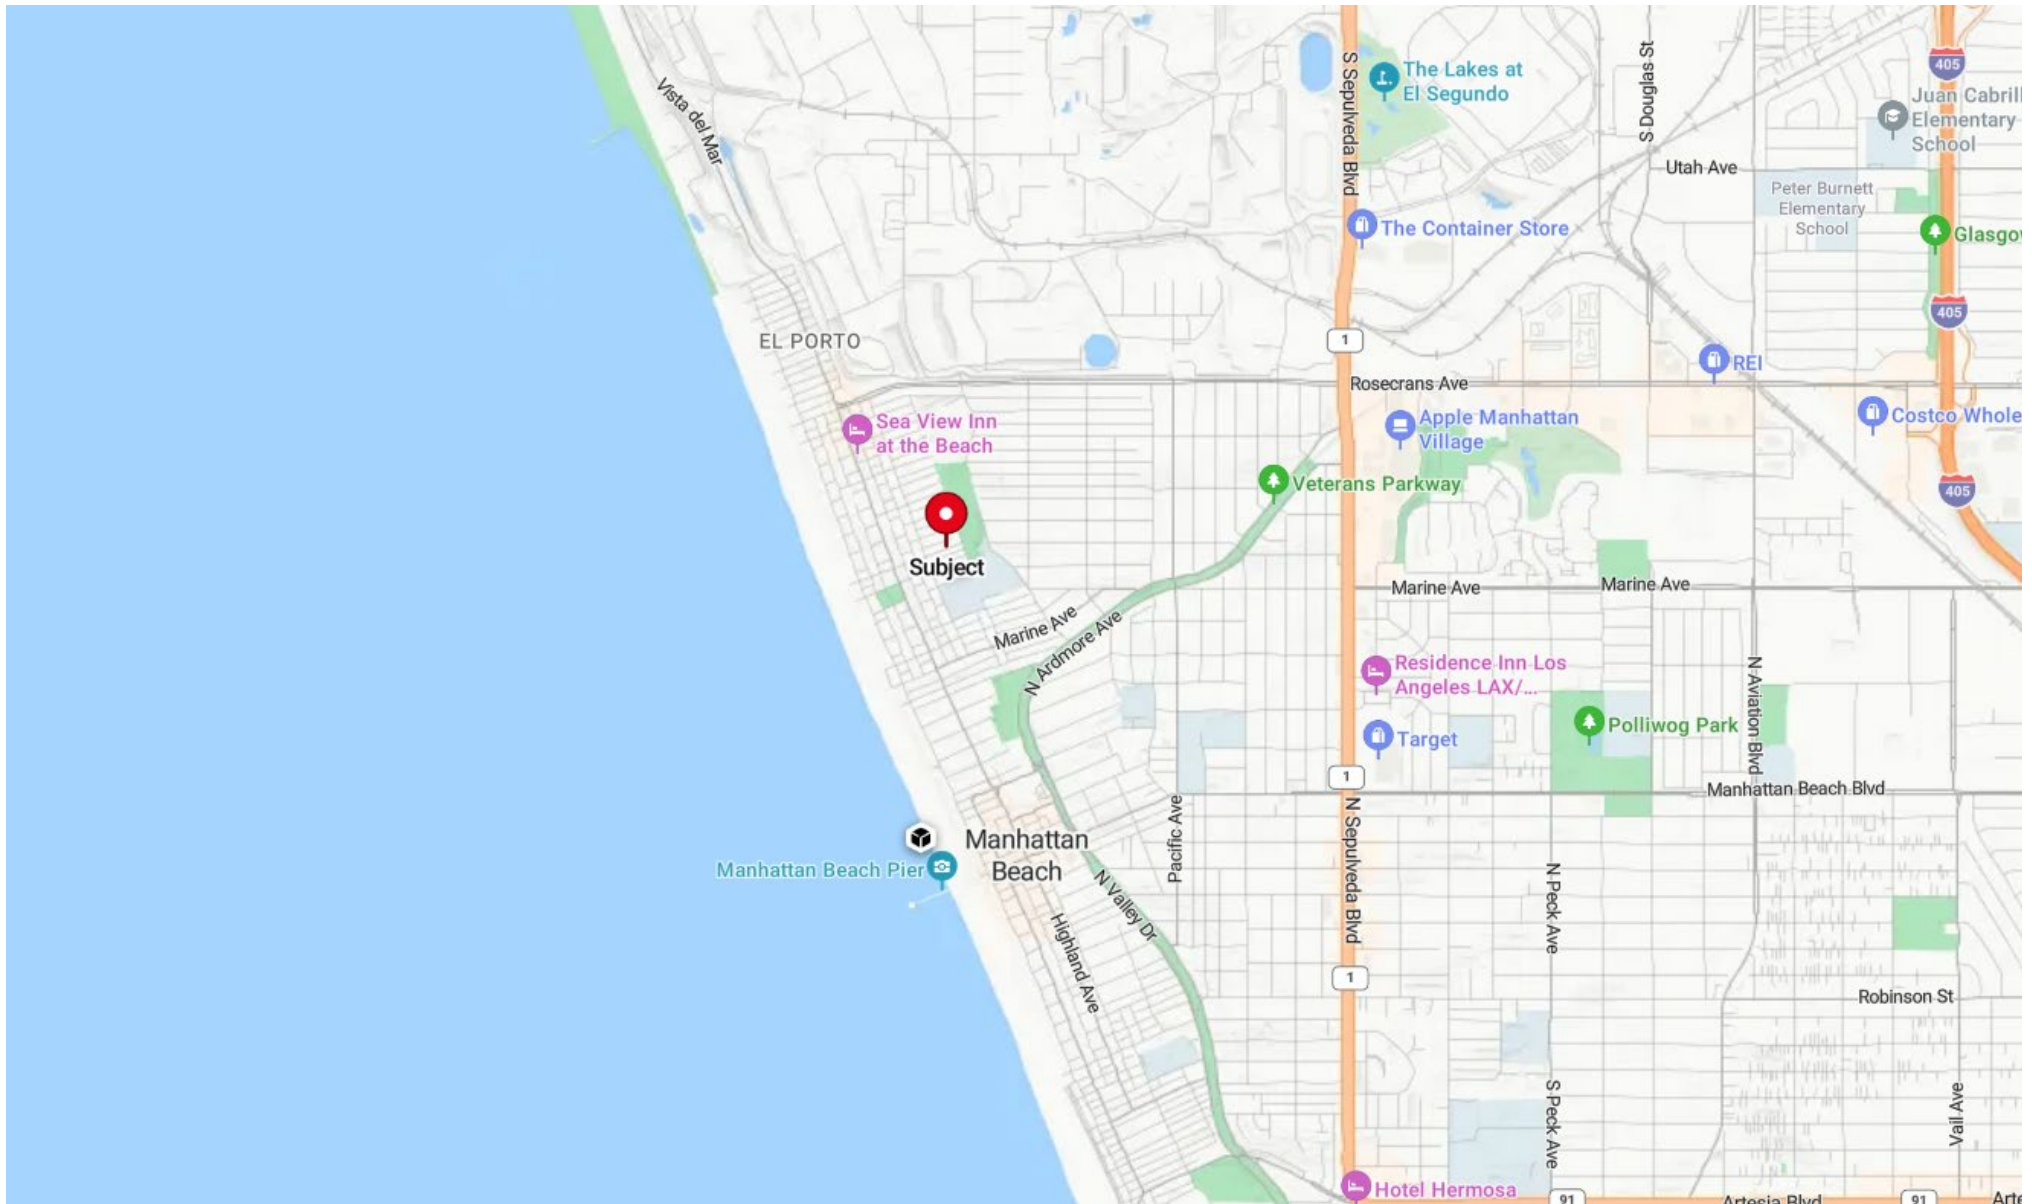 Vista del Mar
S Sepulveda Blvd
The Lakes at
El Segundo
S Douglas St
405
Juan Cabrill
Elementary
School
Utah Ave
Peter Burnett
Elementary
School
The Container Store
Glasgow
405
EL PORTO
1
REI
Rosecrans Ave
Sea View Inn
at the Beach
Apple Manhattan
Village
Costco Whole
Veterans Parkway
405
Subject
Marine Ave
Marine Ave
Marine Ave
N Ardmore Ave
Residence Inn Los
Angeles LAX/...
N Aviation Blvd
Polliwog Park
Target
1
Manhattan Beach Blvd
Pacific Ave
N Sepulveda Blvd
Manhattan
Beach
Manhattan Beach Pier
N Valley Dr
N Peck Ave
Highland Ave
1
Robinson St
S Peck Ave
Vail Ave
Hotel Hermosa
91
Artesia Blvd
91
Arte